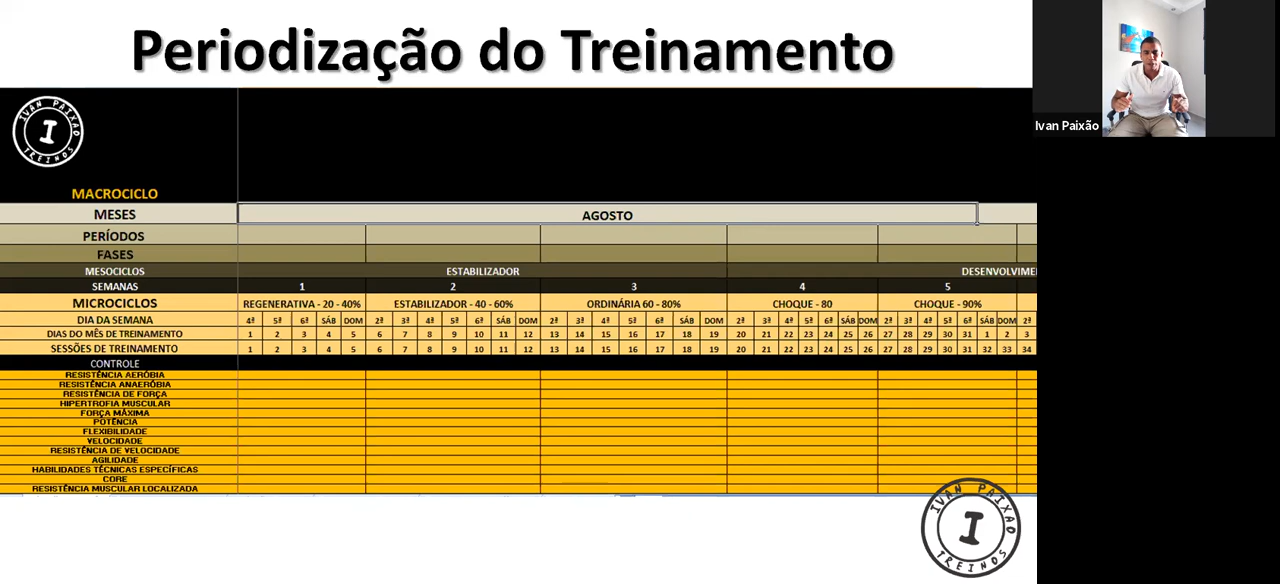 Periodização do Treinamento
Ivan Paixão
IVAN PAIXAO
I
TREINOS
MACROCICLO
MESES AGOSTO
PERÍODOS
FASES
MESOCICLOS ESTABILIZADOR DESENVOLVIME
SEMANAS 1 2 3 4 5
MICROCICLOS REGENERATIVA - 20 - 40% ESTABILIZADOR - 40 - 60% ORDINÁRIA 60 - 80% CHOQUE - 80 CHOQUE - 90%
DIA DA SEMANA 4ª 5ª 6ª SÁB DOM 2ª 3ª 4ª 5ª 6ª SÁB DOM 2ª 3ª 4ª 5ª 6ª SÁB DOM 2ª 3ª 4ª 5ª 6ª SÁB DOM 2ª 3ª 4ª 5ª 6ª SÁB DOM 2ª
DIAS DO MÊS DE TREINAMENTO 1 2 3 4 5 6 7 8 9 10 11 12 13 14 15 16 17 18 19 20 21 22 23 24 25 26 27 28 29 30 31 1 2 3
SESSÕES DE TREINAMENTO 1 2 3 4 5 6 7 8 9 10 11 12 13 14 15 16 17 18 19 20 21 22 23 24 25 26 27 28 29 30 31 32 33 34
CONTROLE
RESISTÊNCIA AERÓBIA
RESISTÊNCIA ANAERÓBIA
RESISTÊNCIA DE FORÇA
HIPERTROFIA MUSCULAR
FORÇA MÁXIMA
POTÊNCIA
FLEXIBILIDADE
VELOCIDADE
RESISTÊNCIA DE VELOCIDADE
AGILIDADE
HABILIDADES TÉCNICAS ESPECÍFICAS
CORE
RESISTÊNCIA MUSCULAR LOCALIZADA
IVAN PAIXAO
I
TREINOS